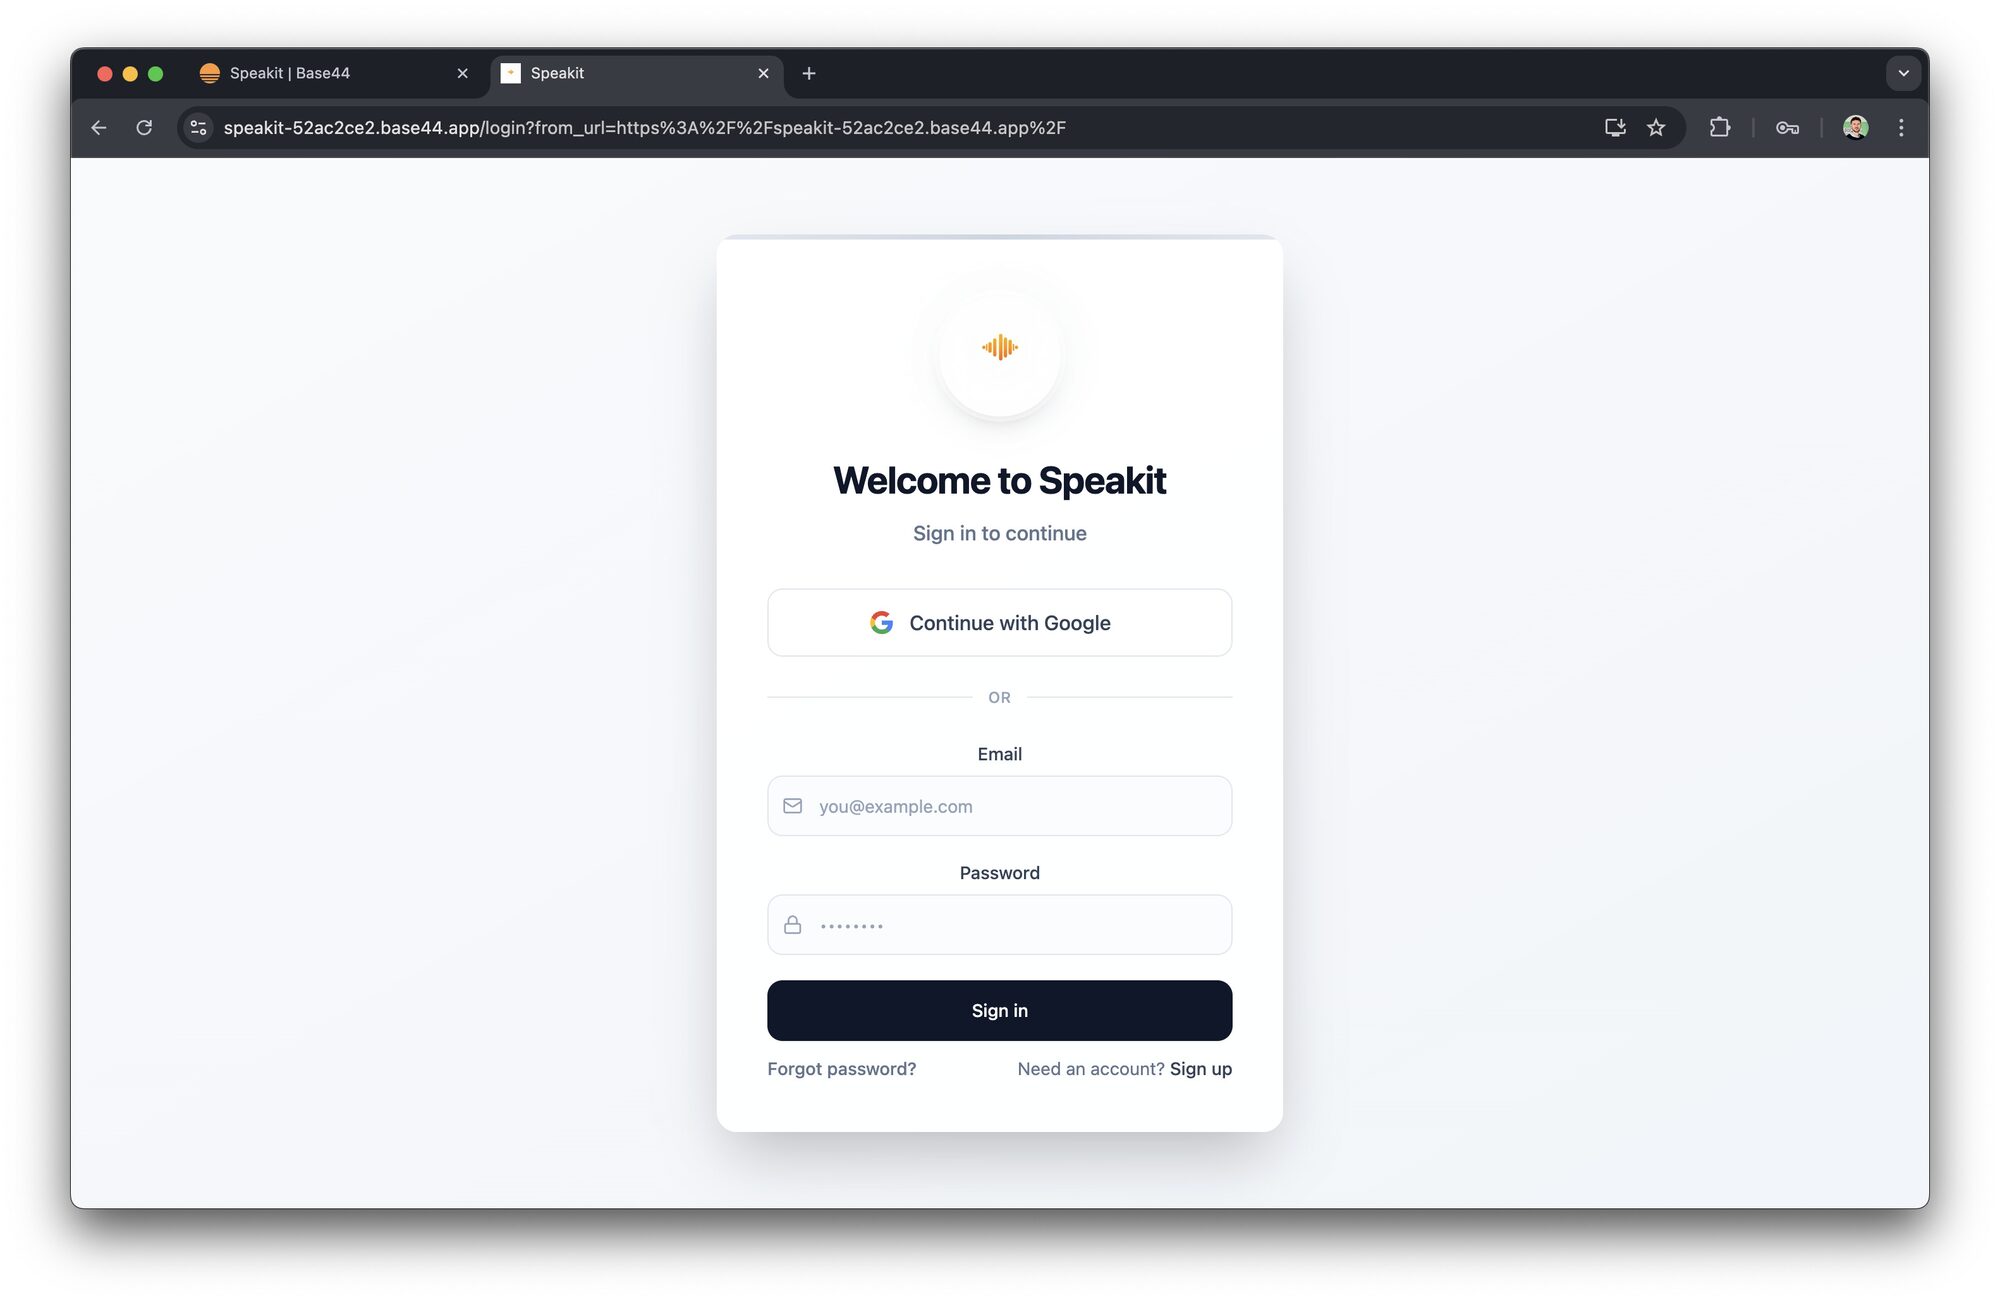 Speakit | Base44
Speakit
speakit-52ac2ce2.base44.app/login?from_url=https%3A%2F%2Fspeakit-52ac2ce2.base44.app%2F
Welcome to Speakit
Sign in to continue
Continue with Google
OR
Email
you@example.com
Password
••••••••
Sign in
Forgot password?
Need an account? Sign up